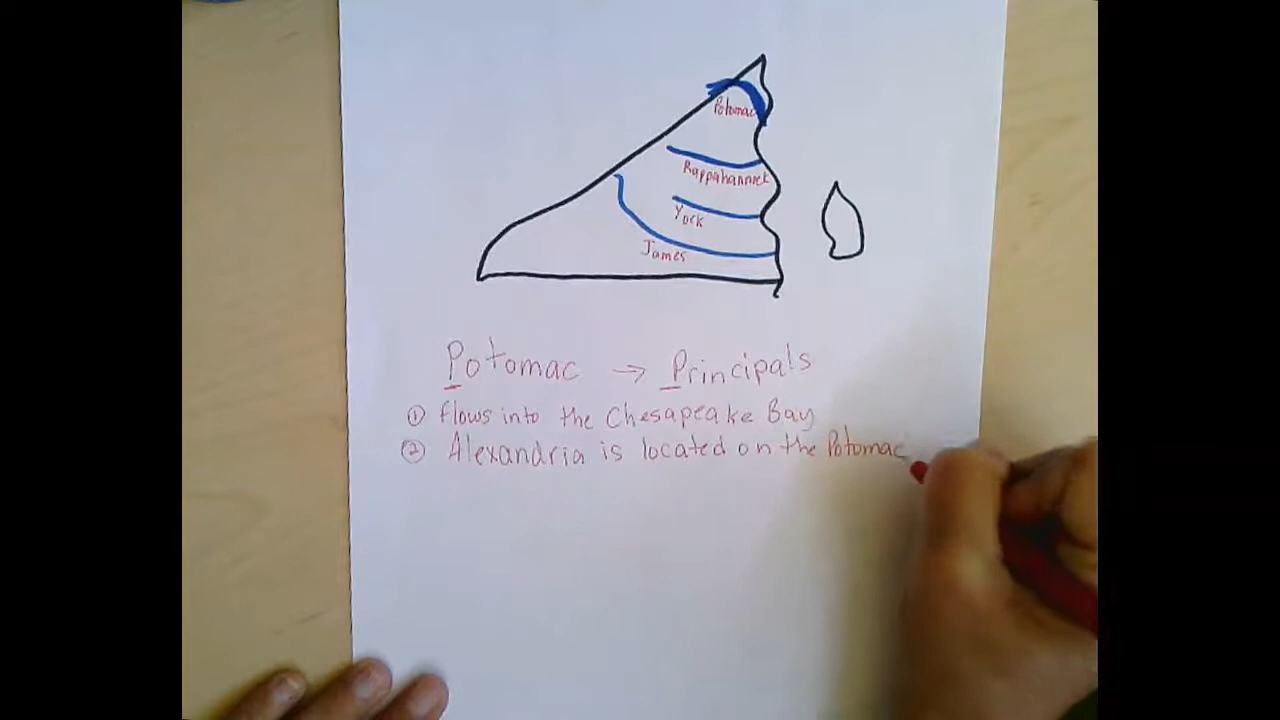 Potomac
Rappahannock
York
James
Potomac → Principals
① flows into the Chesapeake Bay
② Alexandria is located on the Potomac